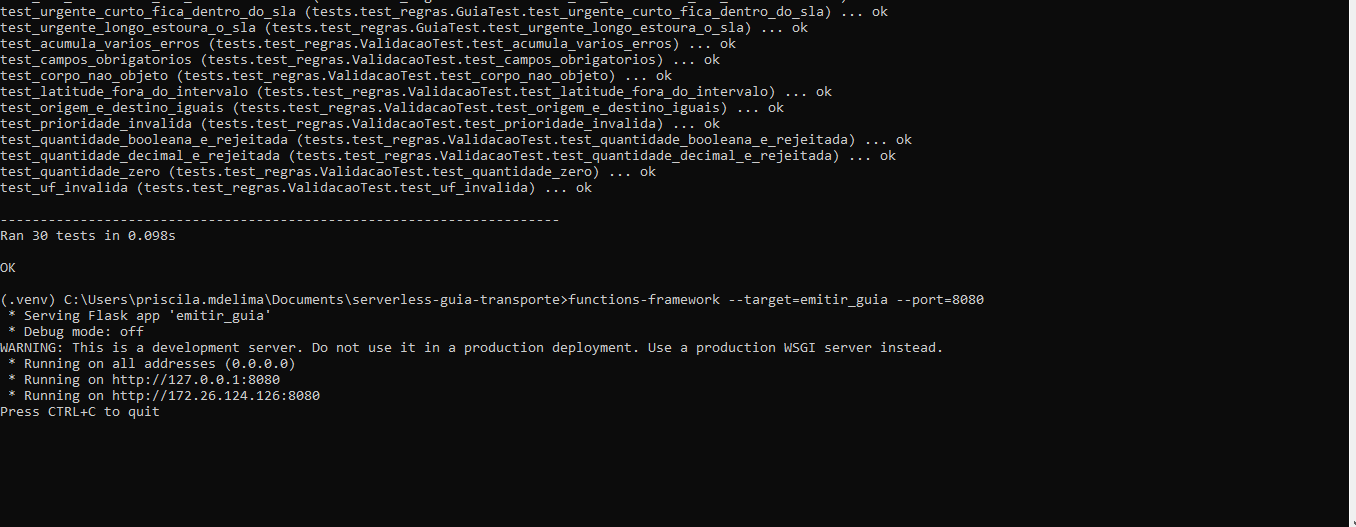 test_urgente_curto_fica_dentro_do_sla (tests.test_regras.GuiaTest.test_urgente_curto_fica_dentro_do_sla) ... ok
test_urgente_longo_estoura_o_sla (tests.test_regras.GuiaTest.test_urgente_longo_estoura_o_sla) ... ok
test_acumula_varios_erros (tests.test_regras.ValidacaoTest.test_acumula_varios_erros) ... ok
test_campos_obrigatorios (tests.test_regras.ValidacaoTest.test_campos_obrigatorios) ... ok
test_corpo_nao_objeto (tests.test_regras.ValidacaoTest.test_corpo_nao_objeto) ... ok
test_latitude_fora_do_intervalo (tests.test_regras.ValidacaoTest.test_latitude_fora_do_intervalo) ... ok
test_origem_e_destino_iguais (tests.test_regras.ValidacaoTest.test_origem_e_destino_iguais) ... ok
test_prioridade_invalida (tests.test_regras.ValidacaoTest.test_prioridade_invalida) ... ok
test_quantidade_booleana_e_rejeitada (tests.test_regras.ValidacaoTest.test_quantidade_booleana_e_rejeitada) ... ok
test_quantidade_decimal_e_rejeitada (tests.test_regras.ValidacaoTest.test_quantidade_decimal_e_rejeitada) ... ok
test_quantidade_zero (tests.test_regras.ValidacaoTest.test_quantidade_zero) ... ok
test_uf_invalida (tests.test_regras.ValidacaoTest.test_uf_invalida) ... ok
----------------------------------------------------------------------
Ran 30 tests in 0.098s
OK
(.venv) C:\Users\priscila.mdelima\Documents\serverless-guia-transporte>functions-framework --target=emitir_guia --port=8080
 * Serving Flask app 'emitir_guia'
 * Debug mode: off
WARNING: This is a development server. Do not use it in a production deployment. Use a production WSGI server instead.
 * Running on all addresses (0.0.0.0)
 * Running on http://127.0.0.1:8080
 * Running on http://172.26.124.126:8080
Press CTRL+C to quit